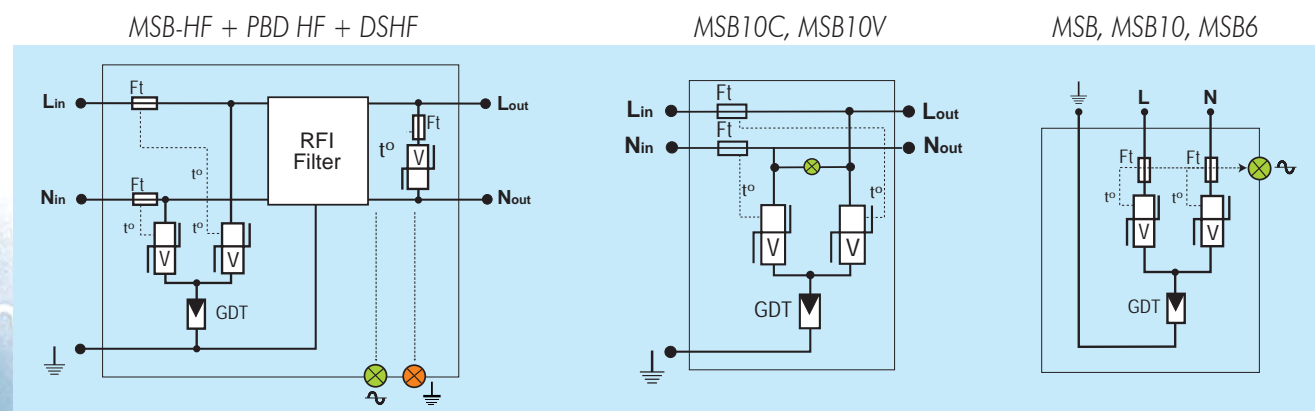 MSB-HF + PBD HF + DSHF
Ft
Lin
Lout
Ft
RFI
Filter
to
V
to
Ft
Nin
Nout
to
to
V
V
GDT
MSB10C, MSB10V
Ft
Lin
Lout
Ft
Nin
Nout
to
to
V
V
GDT
MSB, MSB10, MSB6
L
N
Ft
Ft
to
to
V
V
GDT